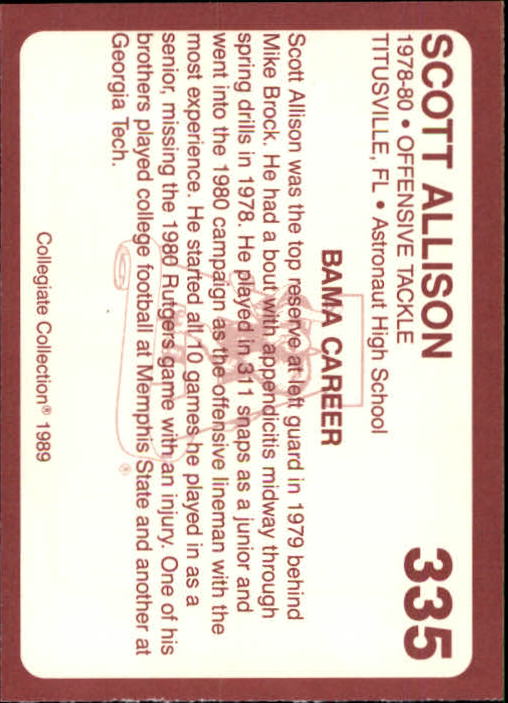 SCOTT ALLISON 335
1978-80 • OFFENSIVE TACKLE
TITUSVILLE, FL • Astronaut High School
BAMA CAREER
Scott Allison was the top reserve at left guard in 1979 behind
Mike Brock. He had a bout with appendicitis midway through
spring drills in 1978. He played in 311 snaps as a junior and
went into the 1980 campaign as the offensive lineman with the
most experience. He started all 10 games he played in as a
senior, missing the 1980 Rutgers game with an injury. One of his
brothers played college football at Memphis State and another at
Georgia Tech.
®
Collegiate Collection® 1989